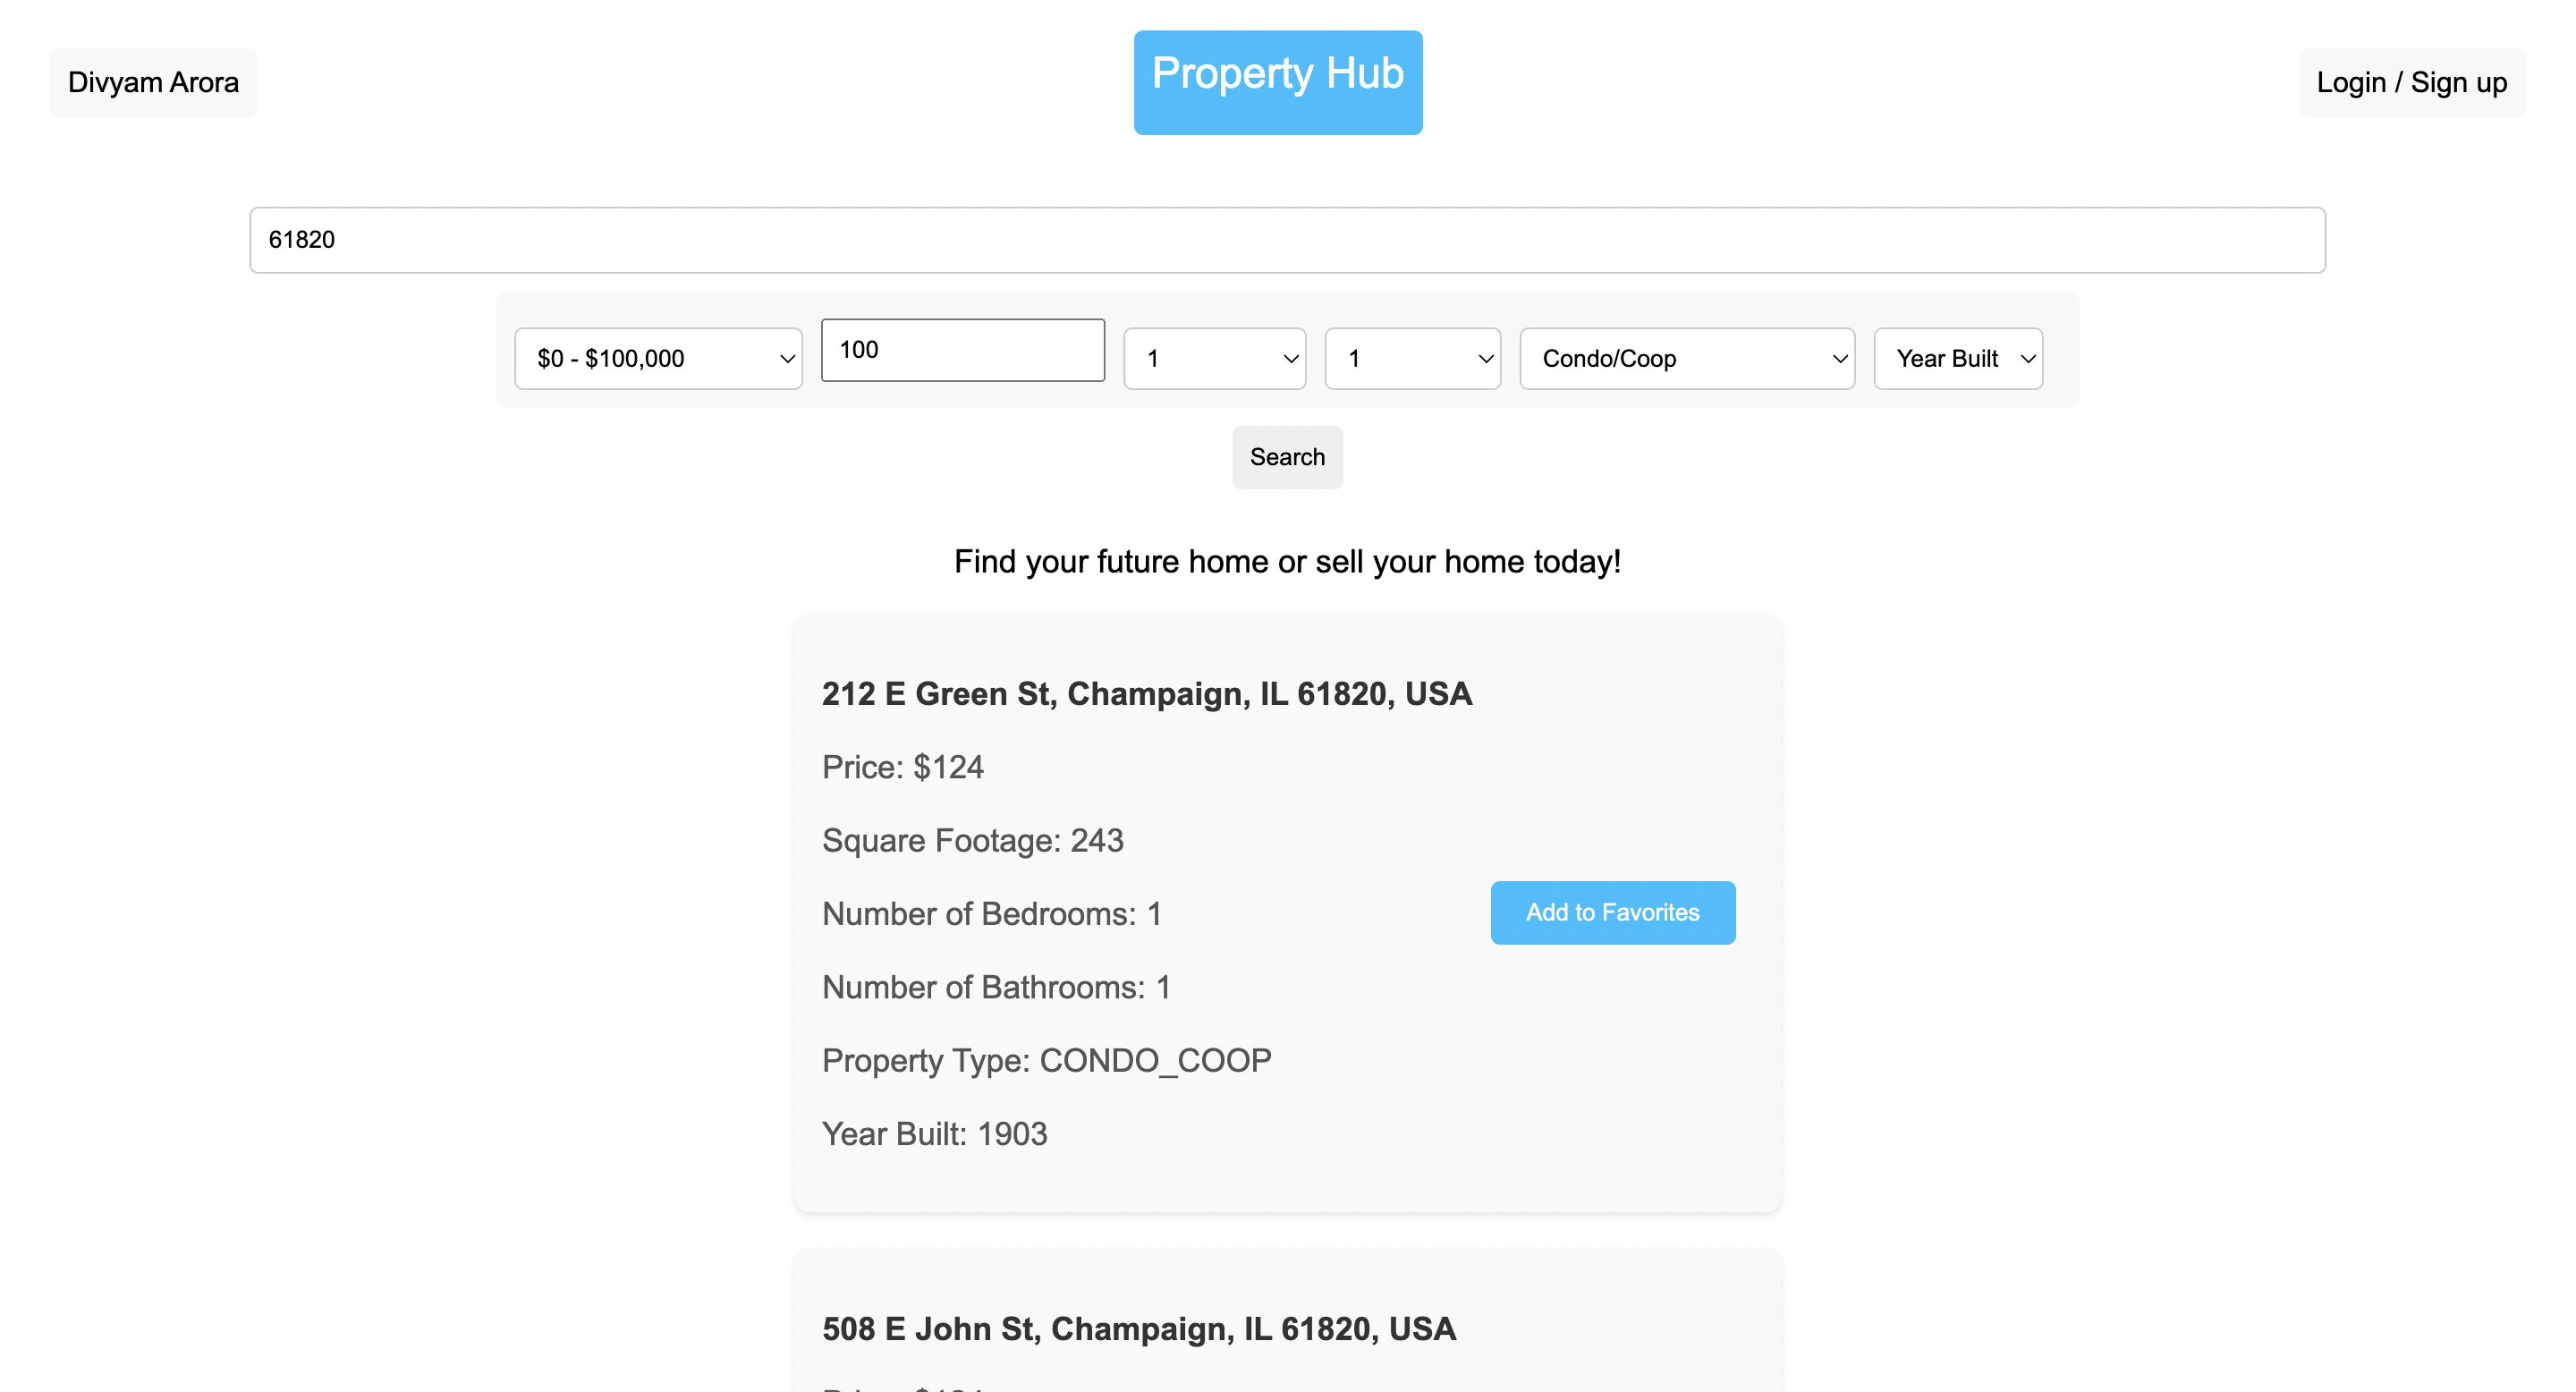 Divyam Arora
Property Hub
Login / Sign up
61820
$0 - $100,000
100
1
1
Condo/Coop
Year Built
Search
Find your future home or sell your home today!
212 E Green St, Champaign, IL 61820, USA
Price: $124
Square Footage: 243
Number of Bedrooms: 1
Add to Favorites
Number of Bathrooms: 1
Property Type: CONDO_COOP
Year Built: 1903
508 E John St, Champaign, IL 61820, USA